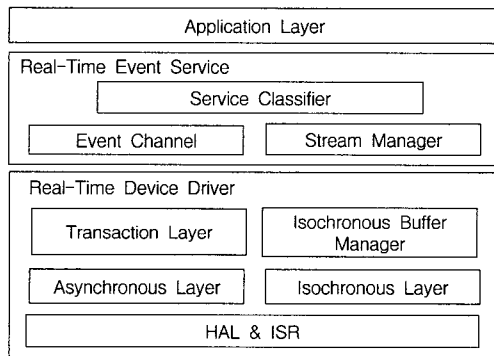 Application Layer
Real-Time Event Service
Service Classifier
Event Channel
Stream Manager
Real-Time Device Driver
Transaction Layer
Isochronous Buffer
Manager
Asynchronous Layer
Isochronous Layer
HAL & ISR